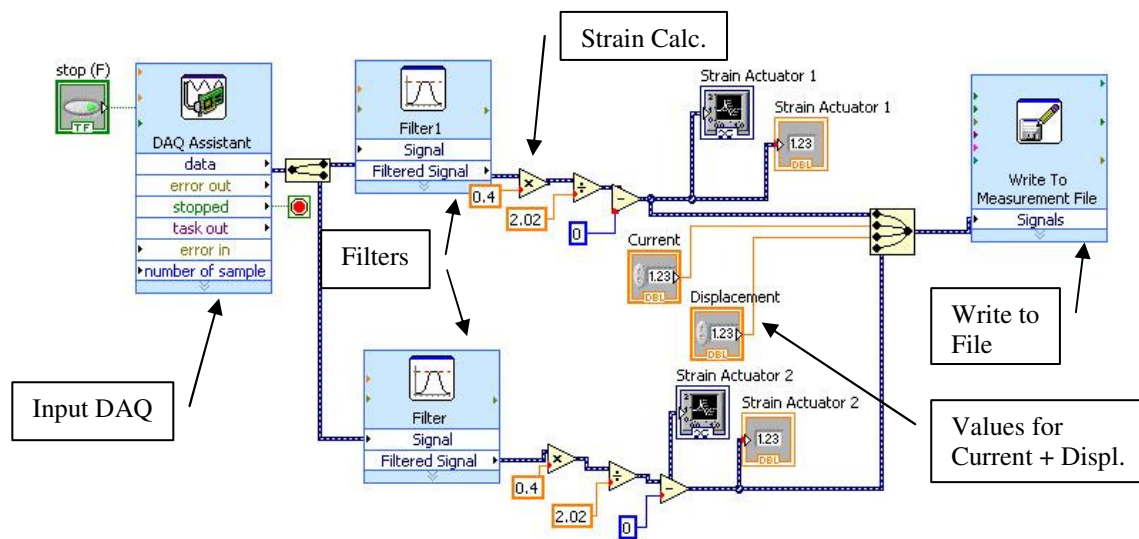 Strain Calc.
stop (F)
TF
DAQ Assistant
data
error out
stopped
task out
error in
number of sample
Filter1
Signal
Filtered Signal
0.4
2.02
0
Strain Actuator 1
Strain Actuator 1
1.23
DBL
Write To
Measurement File
Signals
Filters
Current
1.23
DBL
Displacement
1.23
DBL
Write to
File
Input DAQ
Filter
Signal
Filtered Signal
0.4
2.02
0
Strain Actuator 2
Strain Actuator 2
1.23
DBL
Values for
Current + Displ.